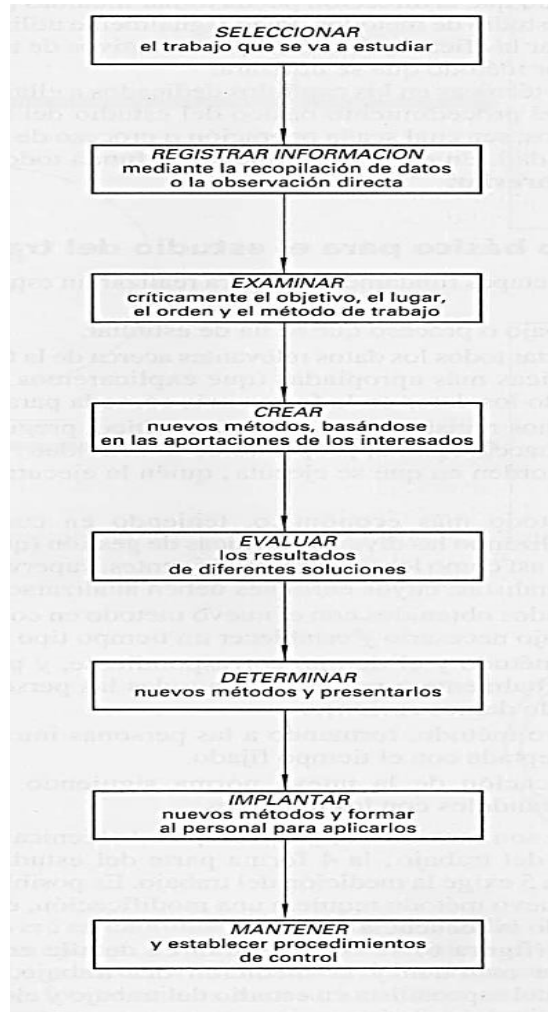 SELECCIONAR
el trabajo que se va a estudiar
REGISTRAR INFORMACION
mediante la recopilación de datos
o la observación directa
EXAMINAR
críticamente el objetivo, el lugar,
el orden y el método de trabajo
CREAR
nuevos métodos, basándose
en las aportaciones de los interesados
EVALUAR
los resultados
de diferentes soluciones
DETERMINAR
nuevos métodos y presentarlos
IMPLANTAR
nuevos métodos y formar
al personal para aplicarlos
MANTENER
y establecer procedimientos
de control